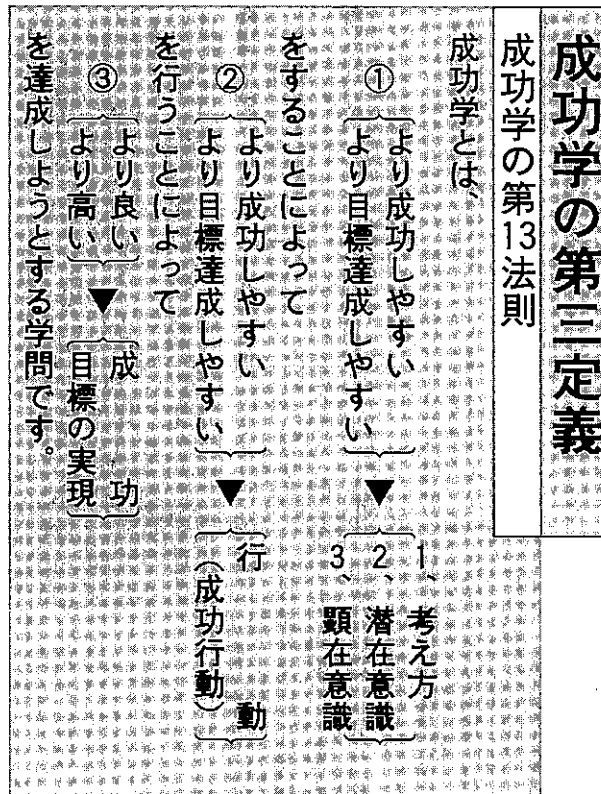 成功学の第三定義
成功学の第13法則
成功学とは、
① より成功しやすい
より目標達成しやすい
▼
1、考え方
2、潜在意識
3、顕在意識
をすることによって
② より成功しやすい
より目標達成しやすい
▼
行動
(成功行動)
を行うことによって
③ より良い
より高い
▼
成功
目標の実現
を達成しようとする学問です。